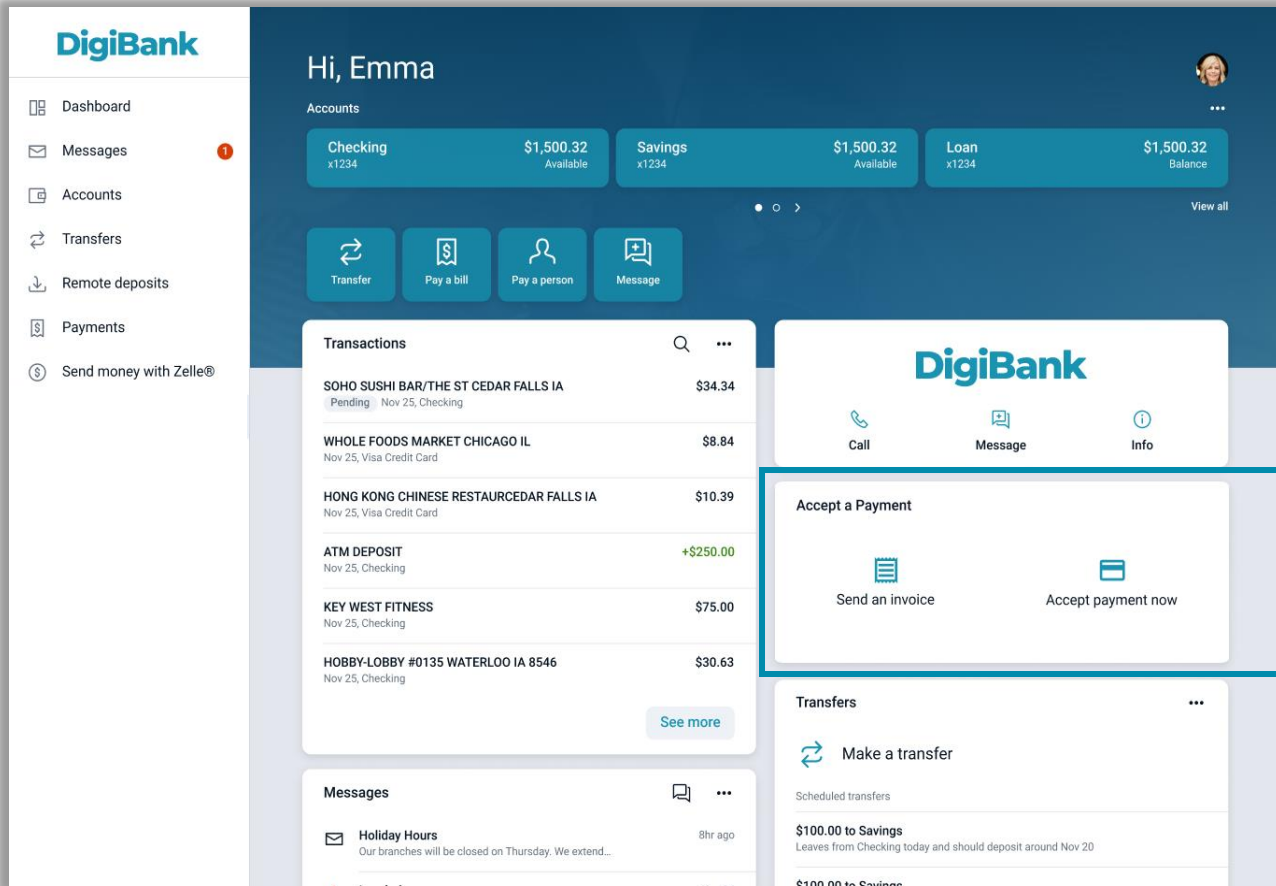 DigiBank
Dashboard
Messages 1
Accounts
Transfers
Remote deposits
Payments
Send money with Zelle®
Hi, Emma
Accounts
Checking $1,500.32
x1234 Available
Savings $1,500.32
x1234 Available
Loan $1,500.32
x1234 Balance
View all
Transfer
Pay a bill
Pay a person
Message
Transactions
SOHO SUSHI BAR/THE ST CEDAR FALLS IA $34.34
Pending Nov 25, Checking
WHOLE FOODS MARKET CHICAGO IL $8.84
Nov 25, Visa Credit Card
HONG KONG CHINESE RESTAURCEDAR FALLS IA $10.39
Nov 25, Visa Credit Card
ATM DEPOSIT +$250.00
Nov 25, Checking
KEY WEST FITNESS $75.00
Nov 25, Checking
HOBBY-LOBBY #0135 WATERLOO IA 8546 $30.63
Nov 25, Checking
See more
Messages
Holiday Hours 8hr ago
Our branches will be closed on Thursday. We extend...
DigiBank
Call
Message
Info
Accept a Payment
Send an invoice
Accept payment now
Transfers
Make a transfer
Scheduled transfers
$100.00 to Savings
Leaves from Checking today and should deposit around Nov 20
$100.00 to Savings